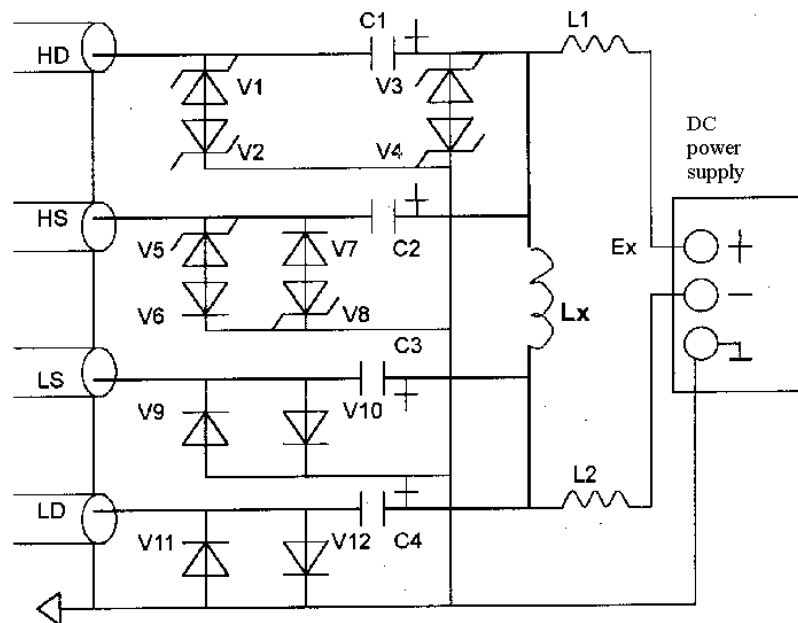 C1
L1
HD
V1
V3
V2
V4
DC
power
supply
HS
V5
V7
C2
Ex
+
−
Lx
V6
V8
C3
LS
V9
V10
L2
LD
V11
V12
C4